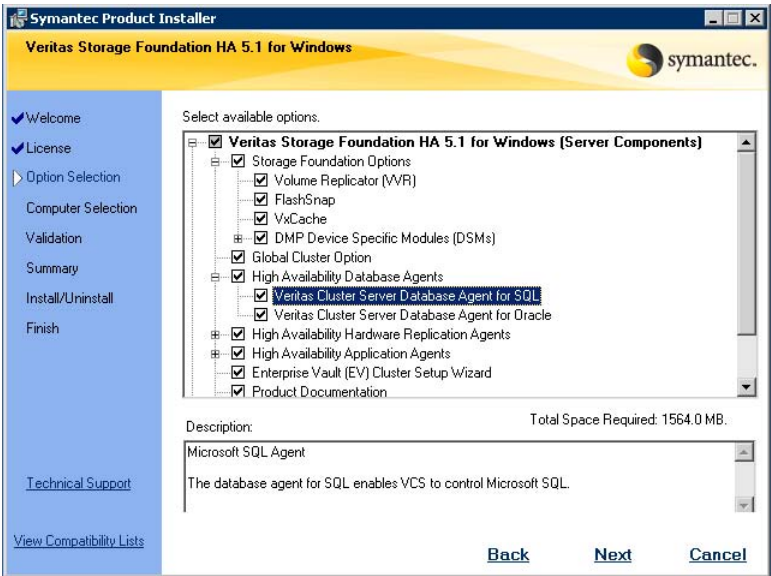 Symantec Product Installer
Veritas Storage Foundation HA 5.1 for Windows
symantec.
Welcome
License
Option Selection
Computer Selection
Validation
Summary
Install/Uninstall
Finish
Technical Support
View Compatibility Lists
Select available options.
Veritas Storage Foundation HA 5.1 for Windows (Server Components)
Storage Foundation Options
Volume Replicator (VVR)
FlashSnap
VxCache
DMP Device Specific Modules (DSMs)
Global Cluster Option
High Availability Database Agents
Veritas Cluster Server Database Agent for SQL
Veritas Cluster Server Database Agent for Oracle
High Availability Hardware Replication Agents
High Availability Application Agents
Enterprise Vault (EV) Cluster Setup Wizard
Product Documentation
Total Space Required: 1564.0 MB.
Description:
Microsoft SQL Agent
The database agent for SQL enables VCS to control Microsoft SQL.
Back Next Cancel